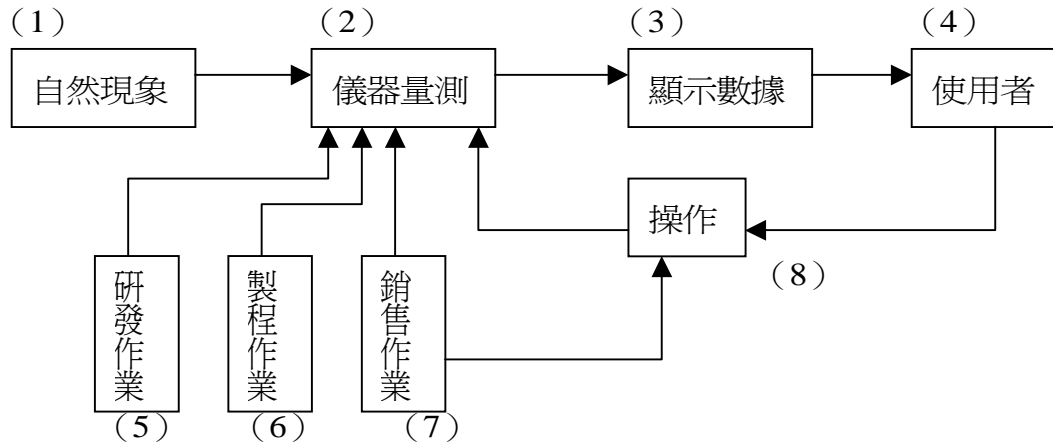 （1）
（2）
（3）
（4）
自然現象
儀器量測
顯示數據
使用者
操作
（8）
研發作業
製程作業
銷售作業
（5）
（6）
（7）